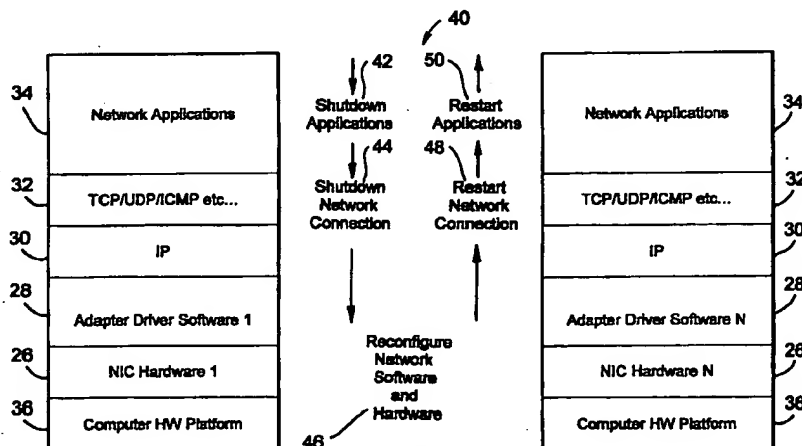 40
42
50
34
Network Applications
Shutdown
Applications
Restart
Applications
Network Applications
34
44
48
32
TCP/UDP/ICMP etc...
Shutdown
Network
Connection
Restart
Network
Connection
TCP/UDP/ICMP etc...
32
30
IP
IP
30
28
Adapter Driver Software 1
Reconfigure
Network
Software
and
Hardware
Adapter Driver Software N
28
26
NIC Hardware 1
NIC Hardware N
26
36
Computer HW Platform
46
Computer HW Platform
36